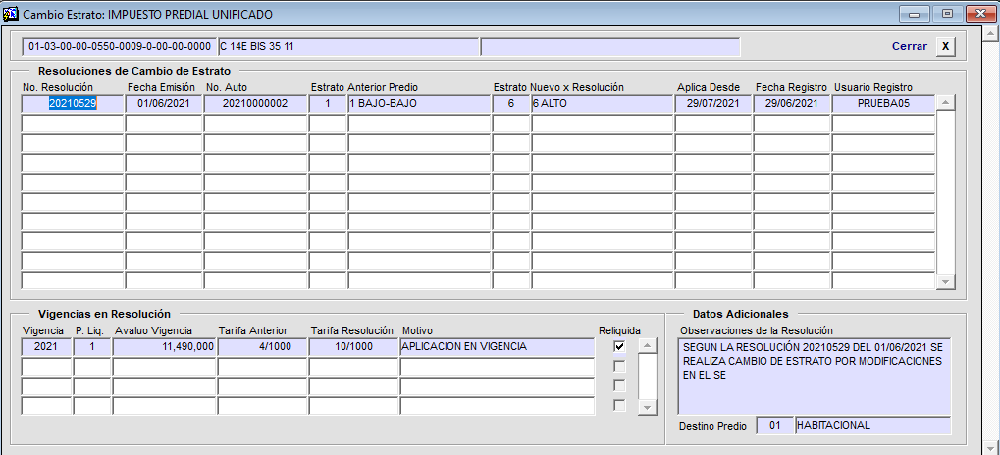 Cambio Estrato: IMPUESTO PREDIAL UNIFICADO
01-03-00-00-0550-0009-0-00-00-0000 C 14E BIS 35 11 Cerrar X
Resoluciones de Cambio de Estrato
No. Resolución Fecha Emisión No. Auto Estrato Anterior Predio Estrato Nuevo x Resolución Aplica Desde Fecha Registro Usuario Registro
20210529 01/06/2021 20210000002 1 1 BAJO-BAJO 6 6 ALTO 29/07/2021 29/06/2021 PRUEBA05
Vigencias en Resolución
Vigencia P. Liq. Avaluo Vigencia Tarifa Anterior Tarifa Resolución Motivo Reliquida
2021 1 11,490,000 4/1000 10/1000 APLICACION EN VIGENCIA
Datos Adicionales
Observaciones de la Resolución
SEGUN LA RESOLUCIÓN 20210529 DEL 01/06/2021 SE
REALIZA CAMBIO DE ESTRATO POR MODIFICACIONES
EN EL SE
Destino Predio 01 HABITACIONAL